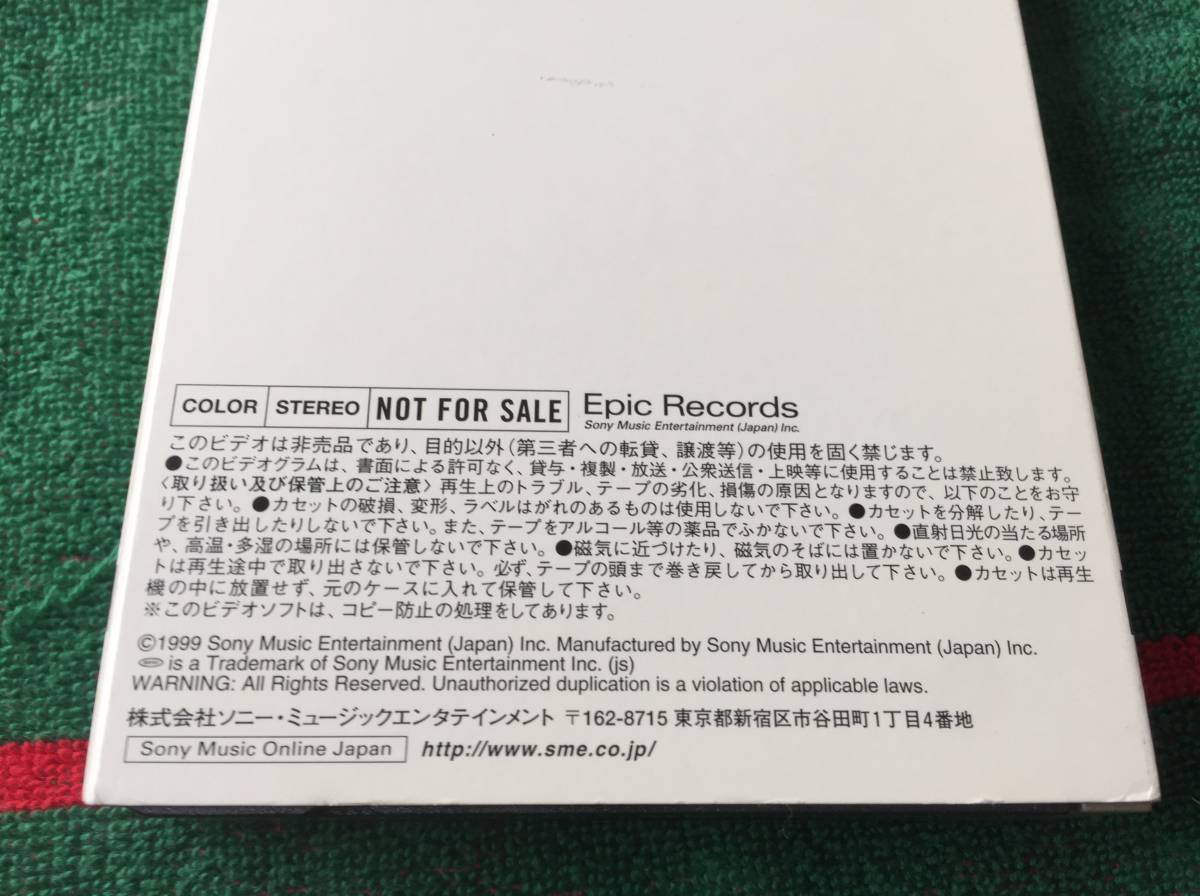 COLOR STEREO NOT FOR SALE Epic Records
Sony Music Entertainment (Japan) Inc.
このビデオは非売品であり、目的以外(第三者への転貸、譲渡等)の使用を固く禁じます。
●このビデオグラムは、書面による許可なく、貸与・複製・放送・公衆送信・上映等に使用することは禁止致します。
〈取り扱い及び保管上のご注意〉再生上のトラブル、テープの劣化、損傷の原因となりますので、以下のことをお守
り下さい。●カセットの破損、変形、ラベルはがれのあるものは使用しないで下さい。●カセットを分解したり、テー
プを引き出したりしないで下さい。また、テープをアルコール等の薬品でふかないで下さい。●直射日光の当たる場所
や、高温・多湿の場所には保管しないで下さい。●磁気に近づけたり、磁気のそばには置かないで下さい。●カセッ
トは再生途中で取り出さないで下さい。必ず、テープの頭まで巻き戻してから取り出して下さい。●カセットは再生
機の中に放置せず、元のケースに入れて保管して下さい。
※このビデオソフトは、コピー防止の処理をしてあります。
©1999 Sony Music Entertainment (Japan) Inc. Manufactured by Sony Music Entertainment (Japan) Inc.
is a Trademark of Sony Music Entertainment Inc. (js)
WARNING: All Rights Reserved. Unauthorized duplication is a violation of applicable laws.
株式会社ソニー・ミュージックエンタテインメント 〒162-8715 東京都新宿区市谷田町1丁目4番地
Sony Music Online Japan http://www.sme.co.jp/